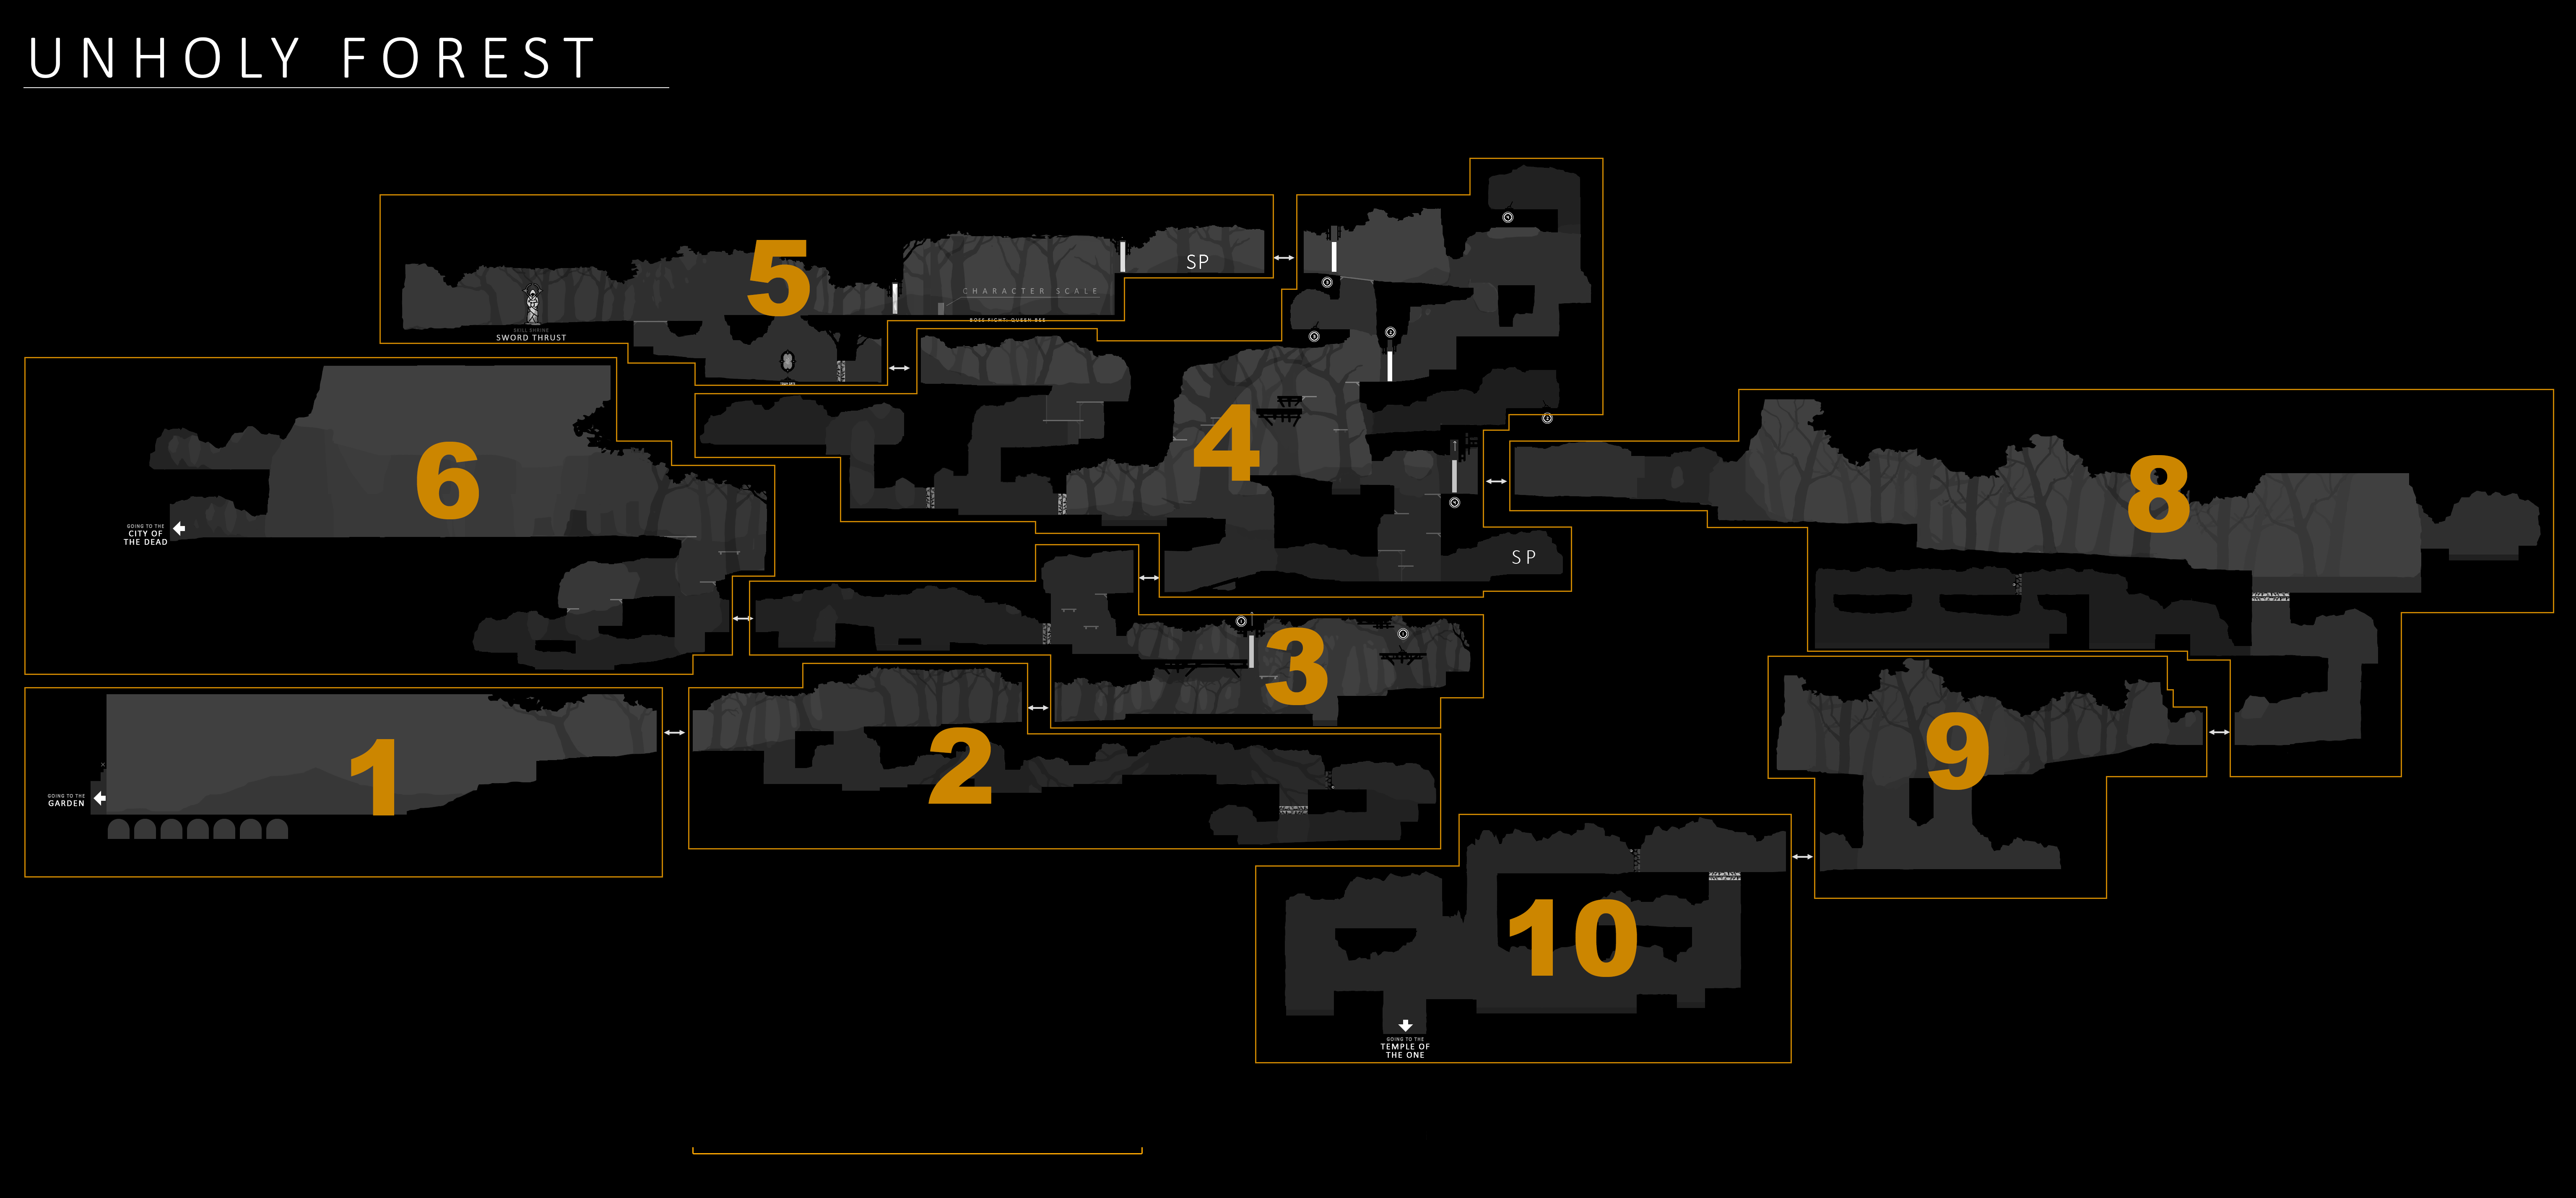 UNHOLY FOREST
5
SP
CHARACTER SCALE
BOSS FIGHT: QUEEN BEE
SKILL SHRINE
SWORD THRUST
6
GOING TO THE
CITY OF
THE DEAD
4
SP
8
3
1
GOING TO THE
GARDEN
2
9
10
GOING TO THE
TEMPLE OF
THE ONE